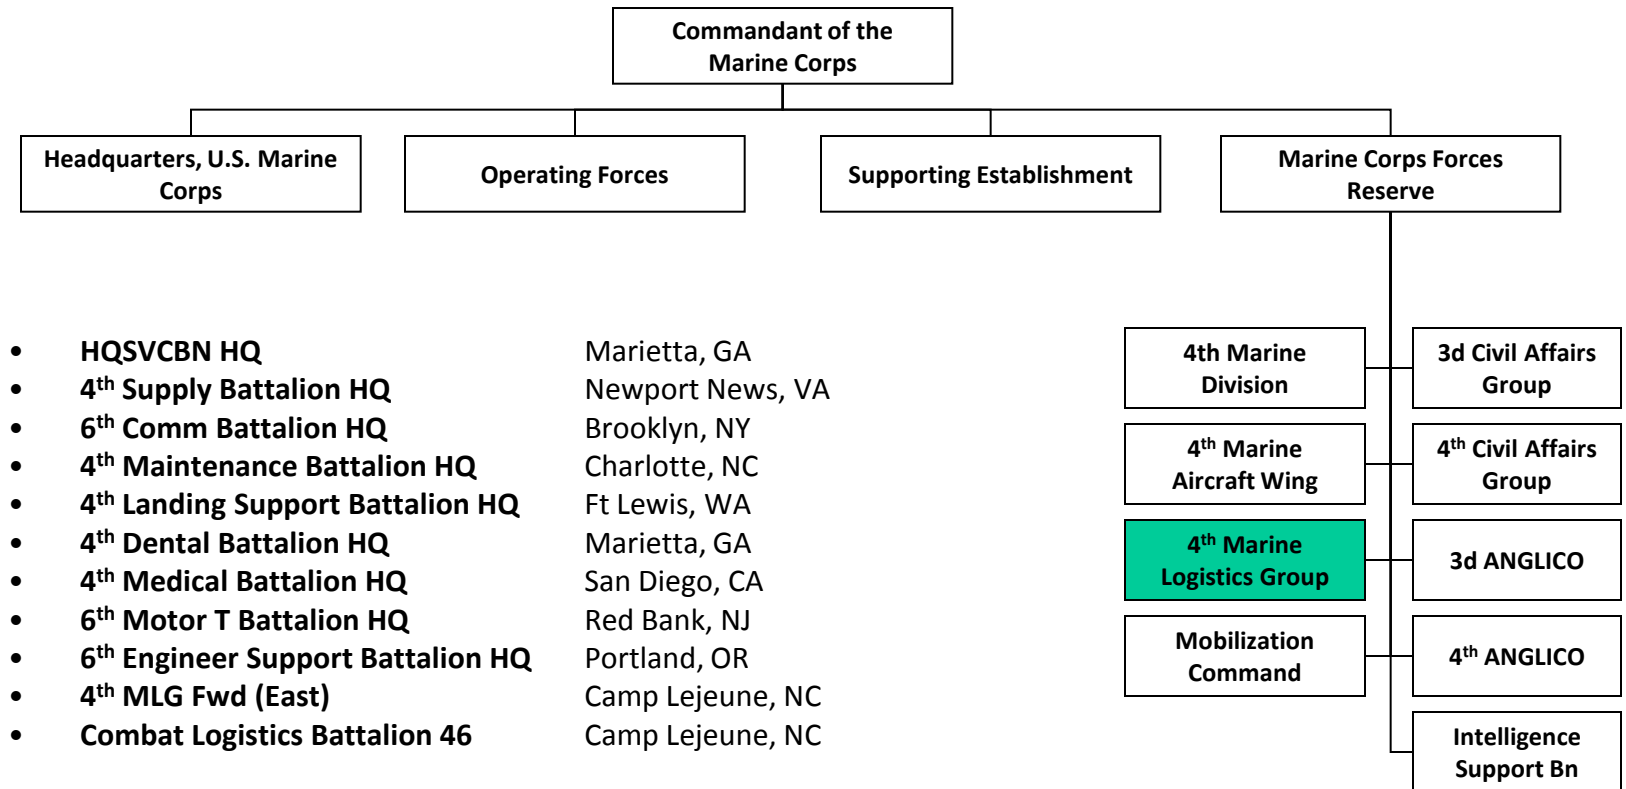 Commandant of the
Marine Corps
Headquarters, U.S. Marine
Corps
Operating Forces
Supporting Establishment
Marine Corps Forces
Reserve
• HQSVCBN HQ Marietta, GA
• 4th Supply Battalion HQ Newport News, VA
• 6th Comm Battalion HQ Brooklyn, NY
• 4th Maintenance Battalion HQ Charlotte, NC
• 4th Landing Support Battalion HQ Ft Lewis, WA
• 4th Dental Battalion HQ Marietta, GA
• 4th Medical Battalion HQ San Diego, CA
• 6th Motor T Battalion HQ Red Bank, NJ
• 6th Engineer Support Battalion HQ Portland, OR
• 4th MLG Fwd (East) Camp Lejeune, NC
• Combat Logistics Battalion 46 Camp Lejeune, NC
4th Marine
Division
3d Civil Affairs
Group
4th Marine
Aircraft Wing
4th Civil Affairs
Group
4th Marine
Logistics Group
3d ANGLICO
Mobilization
Command
4th ANGLICO
Intelligence
Support Bn